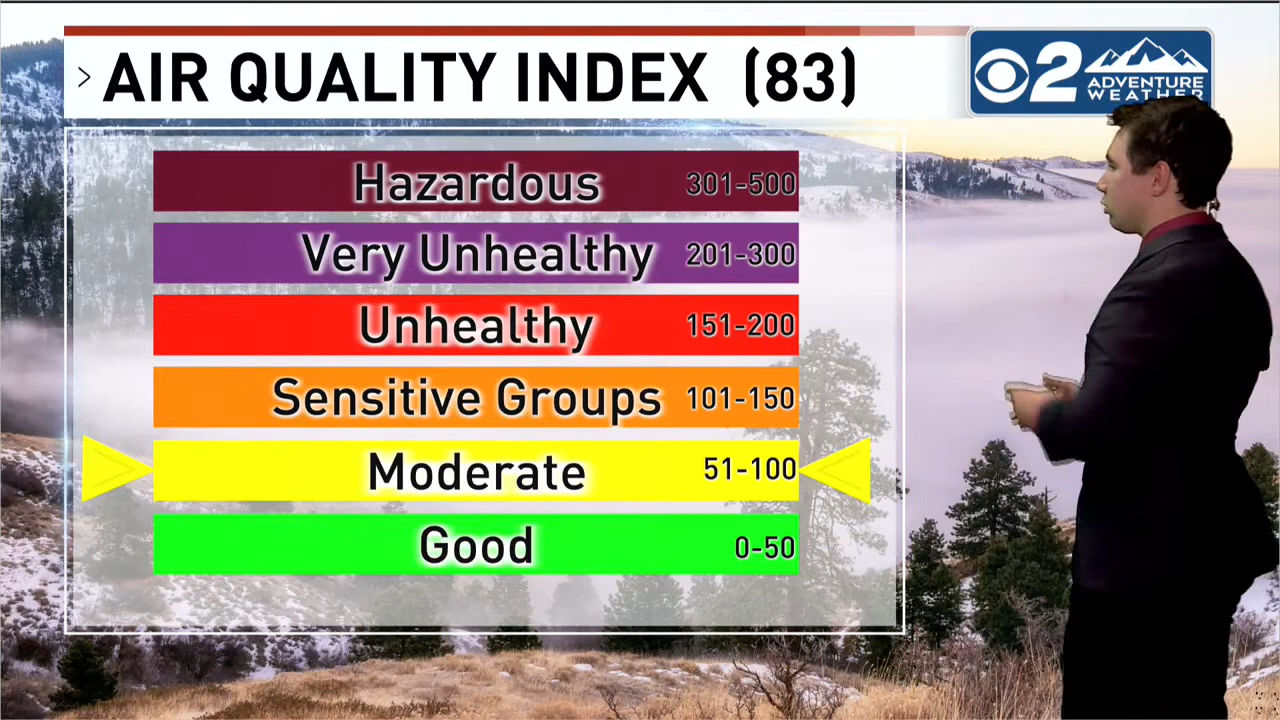 > AIR QUALITY INDEX (83)
2 ADVENTURE
WEATHER
Hazardous 301-500
Very Unhealthy 201-300
Unhealthy 151-200
Sensitive Groups 101-150
Moderate 51-100
Good 0-50